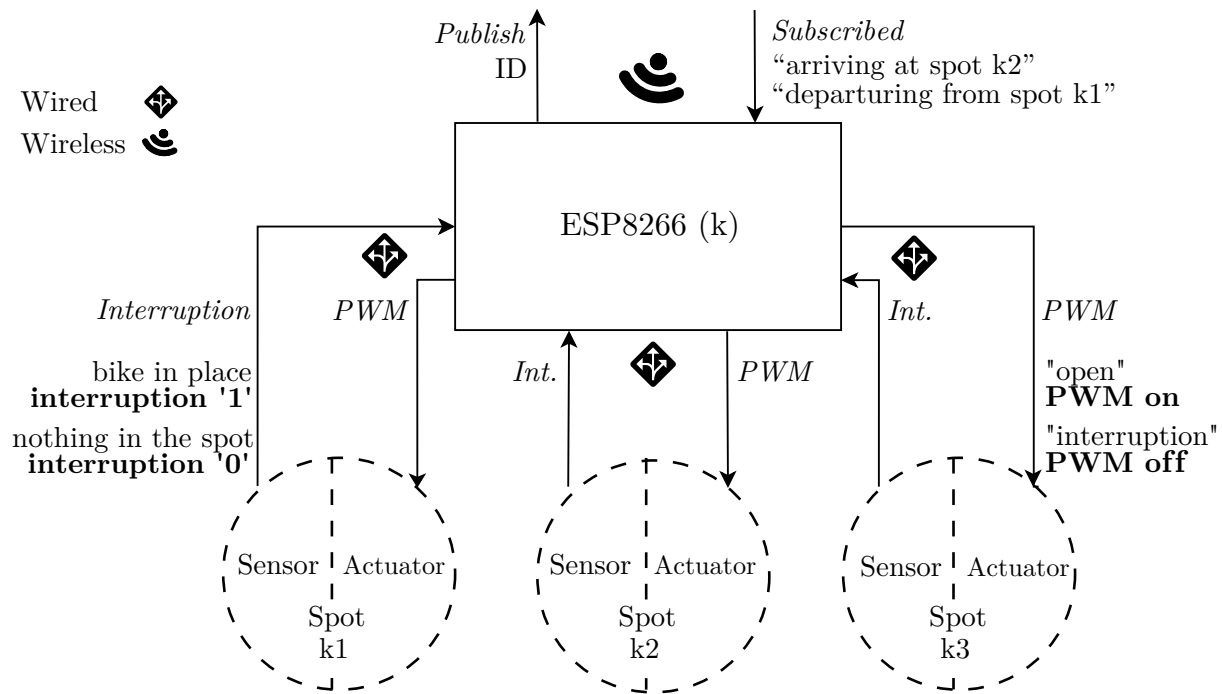 Publish
ID
Subscribed
“arriving at spot k2”
“departuring from spot k1”
Wired
Wireless
ESP8266 (k)
Interruption
PWM
Int.
PWM
Int.
PWM
bike in place
interruption '1'
nothing in the spot
interruption '0'
"open"
PWM on
"interruption"
PWM off
Sensor
Actuator
Spot
k1
Sensor
Actuator
Spot
k2
Sensor
Actuator
Spot
k3